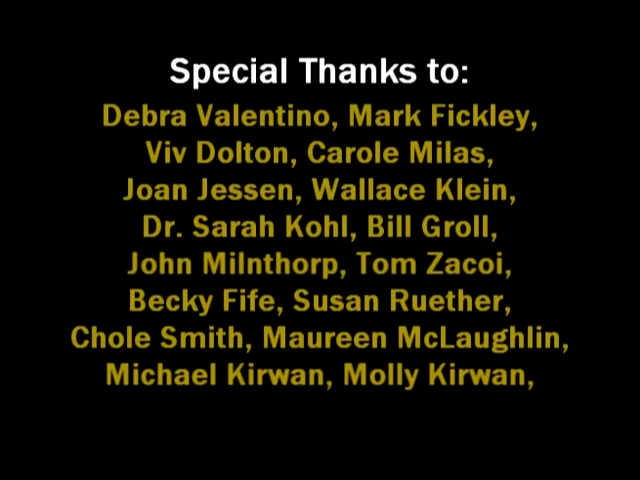 Special Thanks to:
Debra Valentino, Mark Fickley,
Viv Dolton, Carole Milas,
Joan Jessen, Wallace Klein,
Dr. Sarah Kohl, Bill Groll,
John Milnthorp, Tom Zacoi,
Becky Fife, Susan Ruether,
Chole Smith, Maureen McLaughlin,
Michael Kirwan, Molly Kirwan,